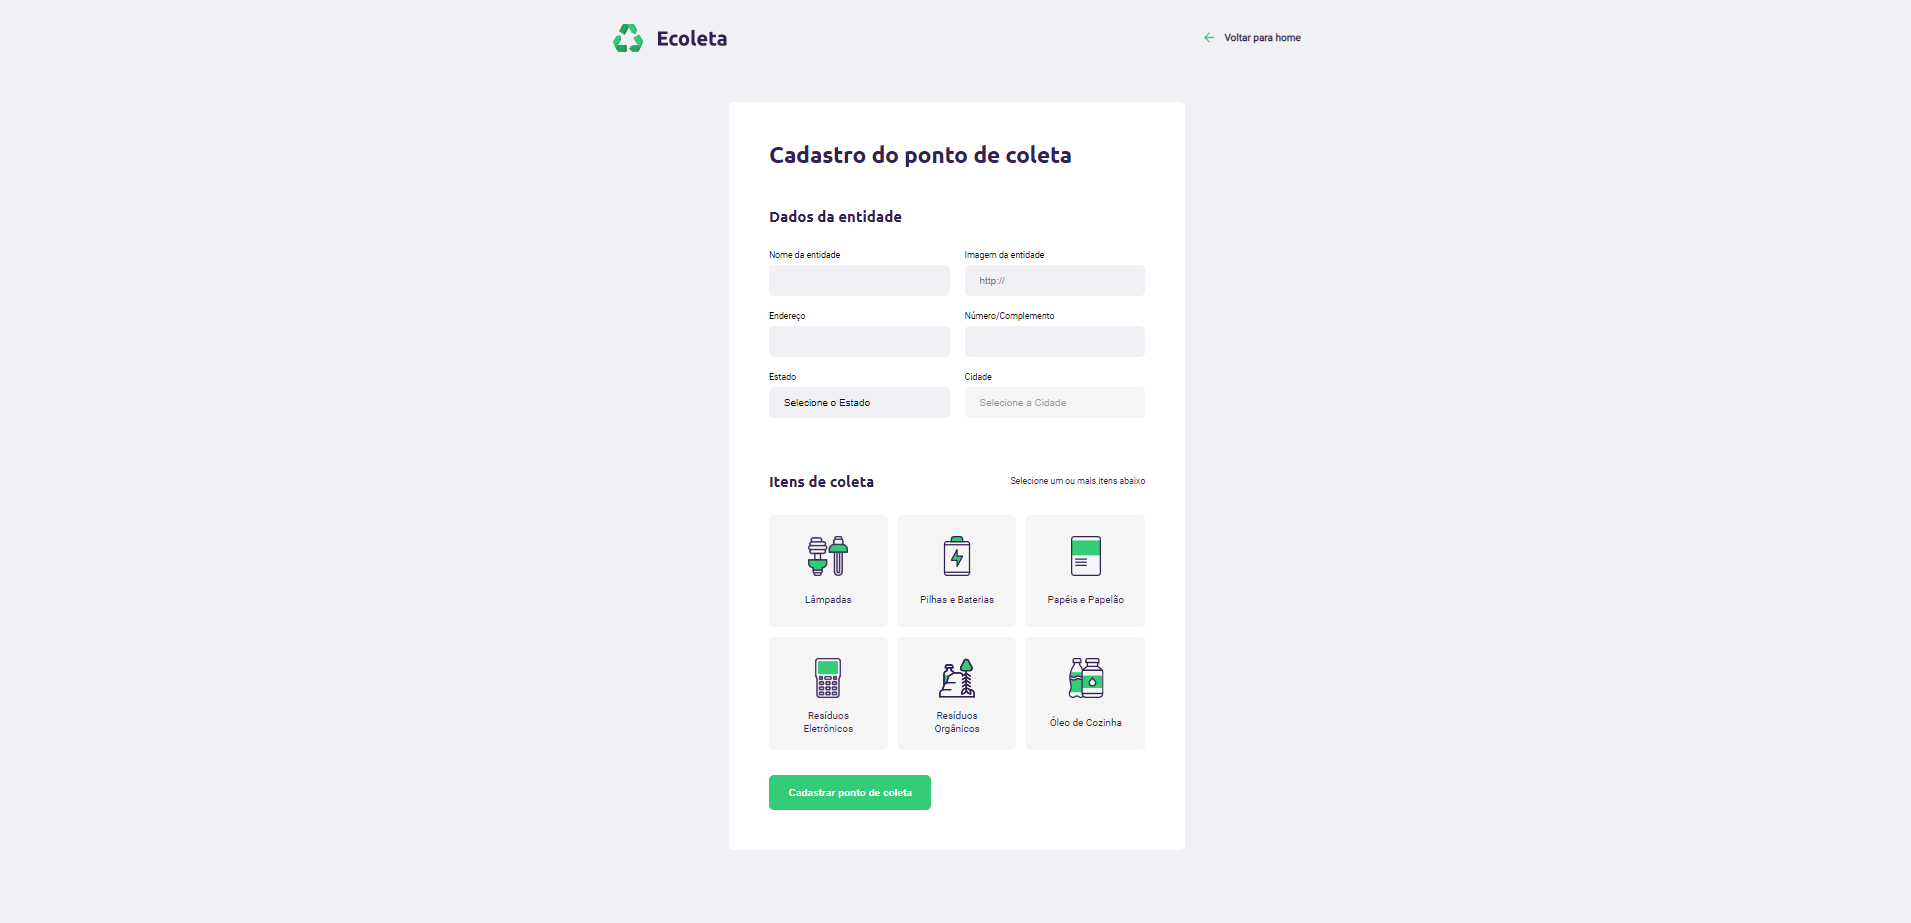 Ecoleta
Voltar para home
Cadastro do ponto de coleta
Dados da entidade
Nome da entidade
Imagem da entidade
http://
Endereço
Número/Complemento
Estado
Cidade
Selecione o Estado
Selecione a Cidade
Itens de coleta
Selecione um ou mais itens abaixo
Lâmpadas
Pilhas e Baterias
Papéis e Papelão
Resíduos
Eletrônicos
Resíduos
Orgânicos
Óleo de Cozinha
Cadastrar ponto de coleta